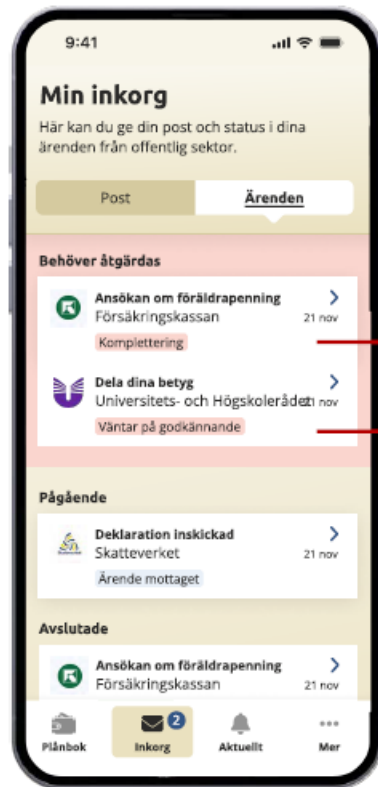 9:41
Min inkorg
Här kan du ge din post och status i dina
ärenden från offentlig sektor.
Post
Ärenden
Behöver åtgärdas
Ansökan om föräldrapenning
Försäkringskassan
21 nov
Komplettering
Dela dina betyg
Universitets- och Högskolerådet
21 nov
Väntar på godkännande
Pågående
Deklaration inskickad
Skatteverket
21 nov
Ärende mottaget
Avslutade
Ansökan om föräldrapenning
Försäkringskassan
21 nov
2
Plånbok
Inkorg
Aktuellt
Mer